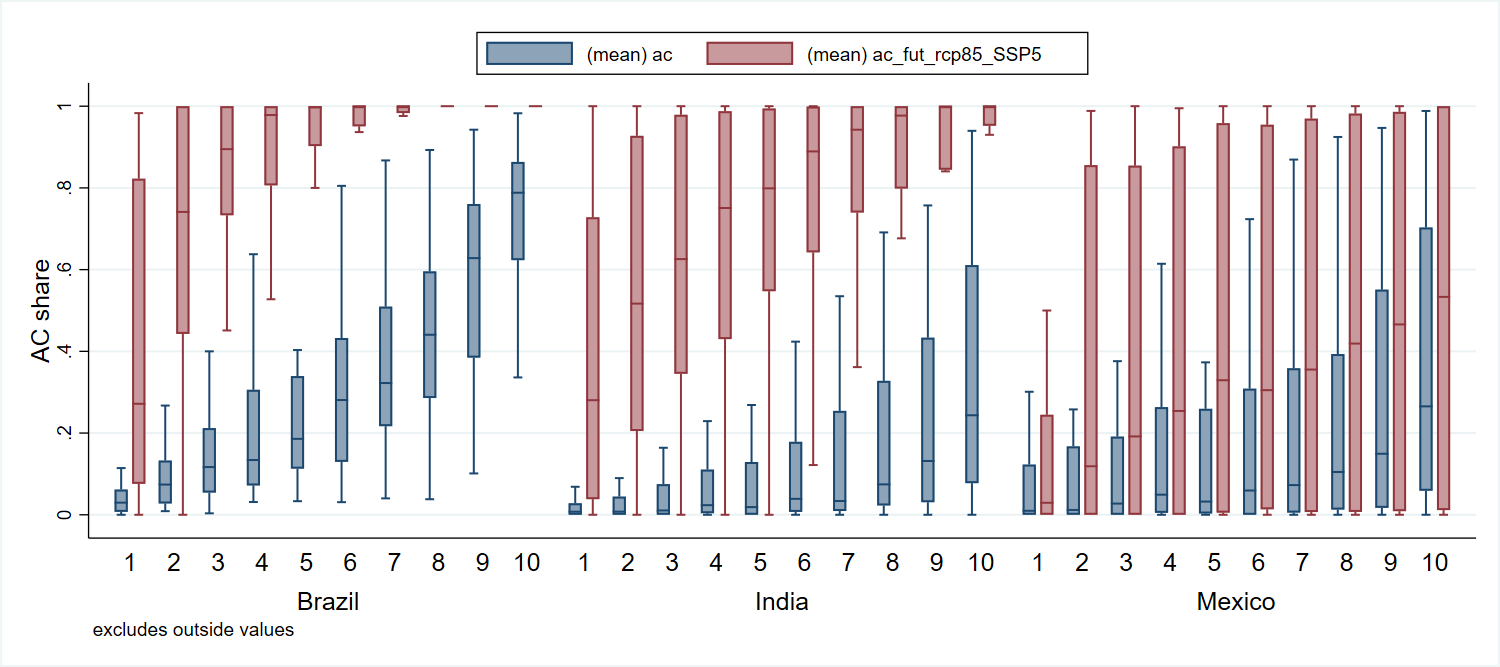 (mean) ac (mean) ac_fut_rcp85_SSP5
AC share
1
.8
.6
.4
.2
0
1 2 3 4 5 6 7 8 9 10 1 2 3 4 5 6 7 8 9 10 1 2 3 4 5 6 7 8 9 10
Brazil India Mexico
excludes outside values